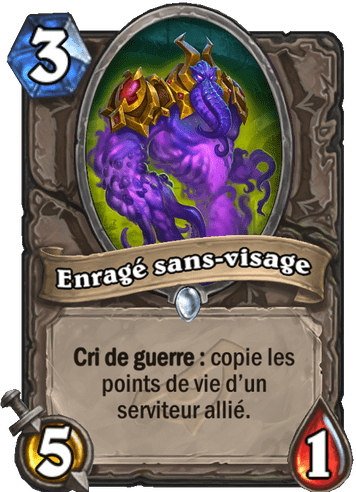 3
Enragé sans-visage
Cri de guerre : copie les
points de vie d'un
serviteur allié.
5
1